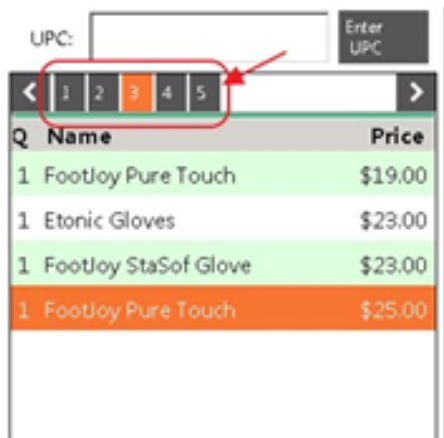 UPC:
Enter
UPC
< 1 2 3 4 5 >
Q Name Price
1 FootJoy Pure Touch $19.00
1 Etonic Gloves $23.00
1 FootJoy StaSof Glove $23.00
1 FootJoy Pure Touch $25.00